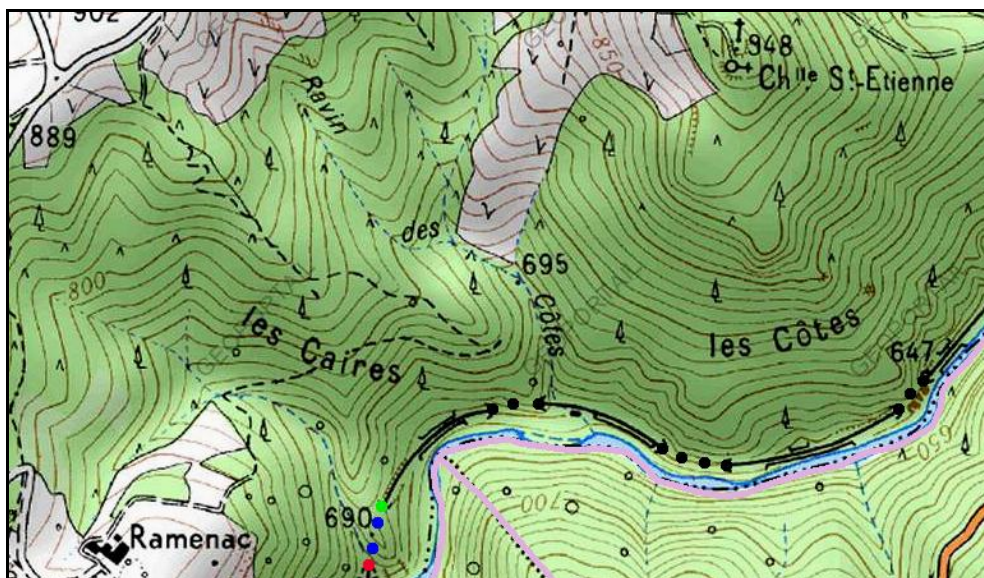 902
948
Ch^lle S^t-Etienne
850
Ravin
889
des
695
Côtes
800
les Caires
les Côtes
647
650
700
690
Ramenac
GEOPORTAIL